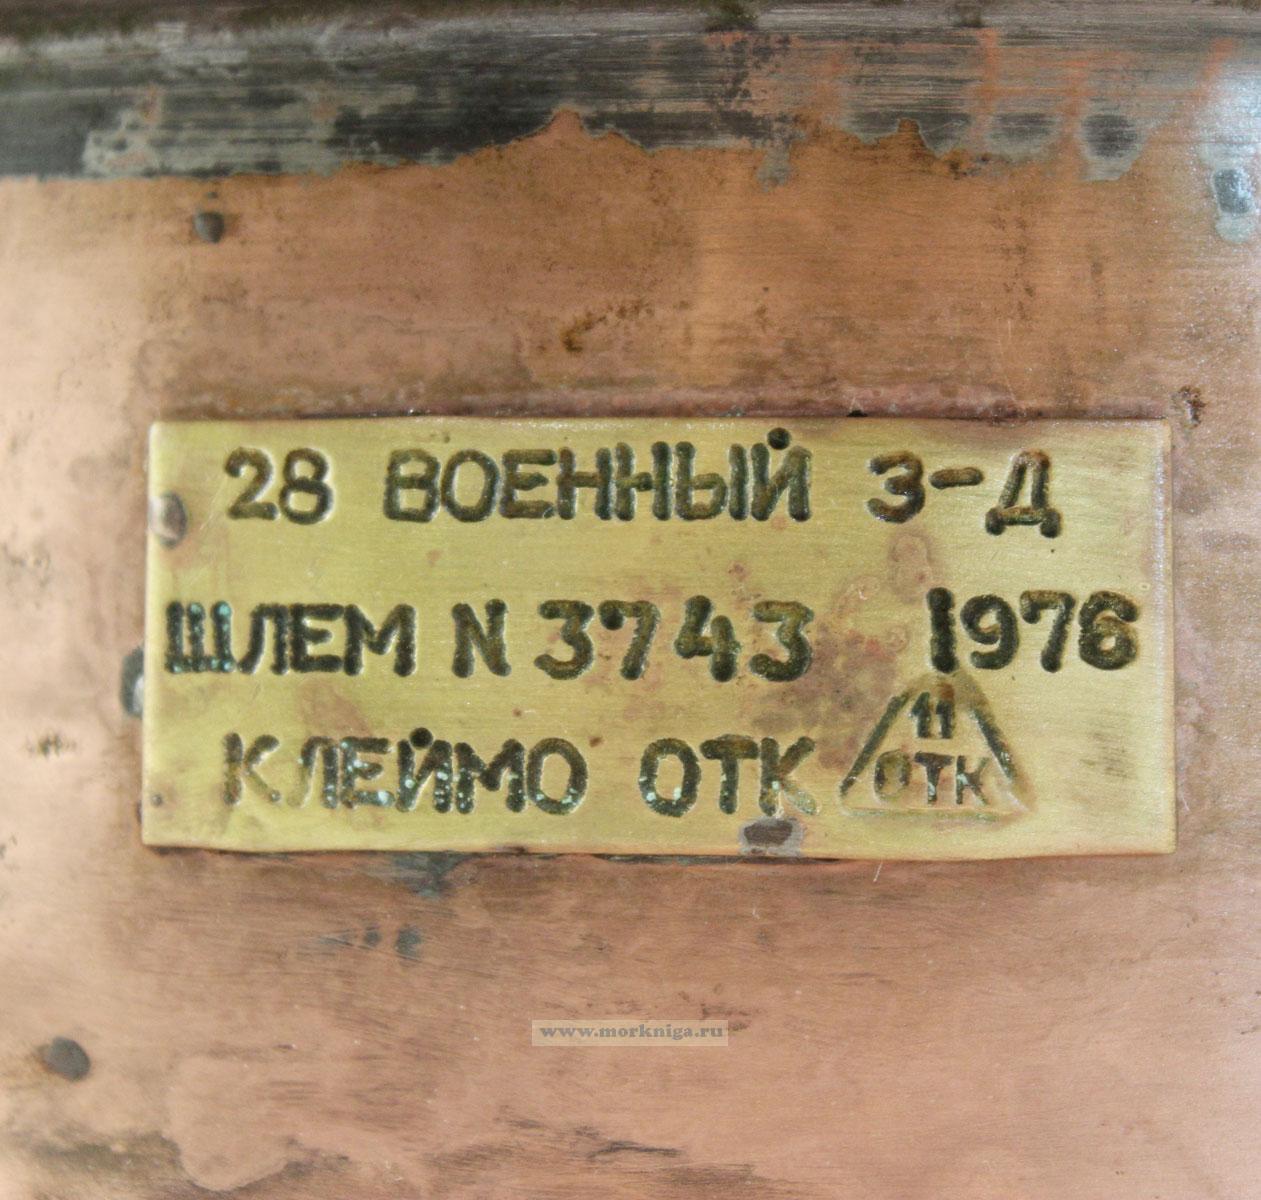 28 ВОЕННЫЙ З-Д
ШЛЕМ N 3743 1976
КЛЕЙМО ОТК
11
ОТК
www.morkniga.ru